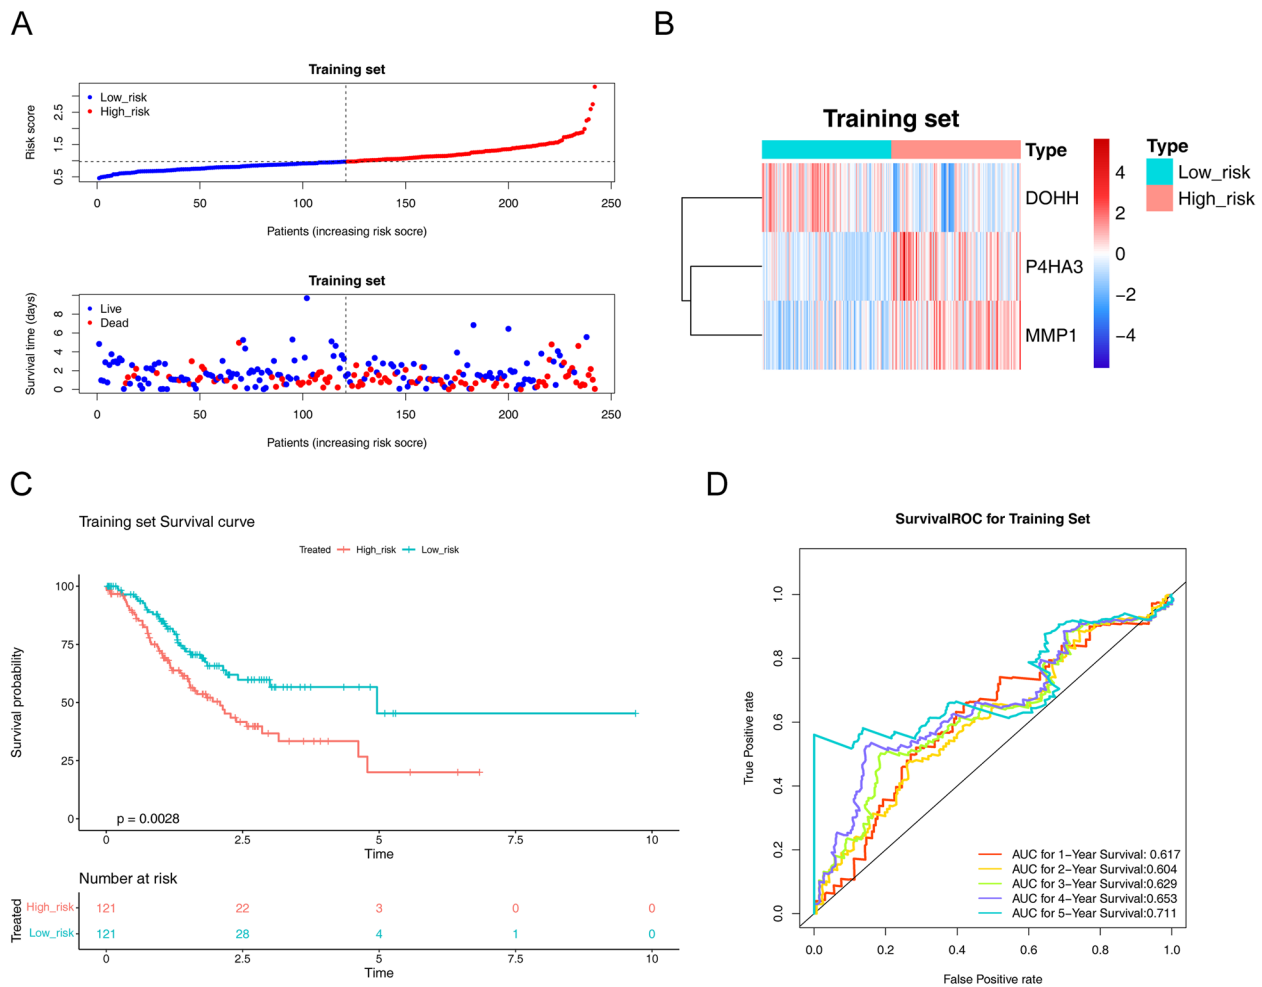 A
Training set
Low_risk
High_risk
Risk score
2.5
1.5
0.5
0 50 100 150 200 250
Patients (increasing risk socre)
Training set
Live
Dead
Survival time (days)
8
6
4
2
0
0 50 100 150 200 250
Patients (increasing risk socre)
B
Training set
Type
DOHH
P4HA3
MMP1
4
2
0
−2
−4
Type
Low_risk
High_risk
C
Training set Survival curve
Treated High_risk Low_risk
Survival probability
100
75
50
25
0
p = 0.0028
0 2.5 5 7.5 10
Time
Number at risk
Treated
High_risk 121 22 3 0 0
Low_risk 121 28 4 1 0
0 2.5 5 7.5 10
Time
D
SurvivalROC for Training Set
True Positive rate
1.0
0.8
0.6
0.4
0.2
0.0
AUC for 1−Year Survival: 0.617
AUC for 2−Year Survival:0.604
AUC for 3−Year Survival:0.629
AUC for 4−Year Survival:0.653
AUC for 5−Year Survival:0.711
0.0 0.2 0.4 0.6 0.8 1.0
False Positive rate